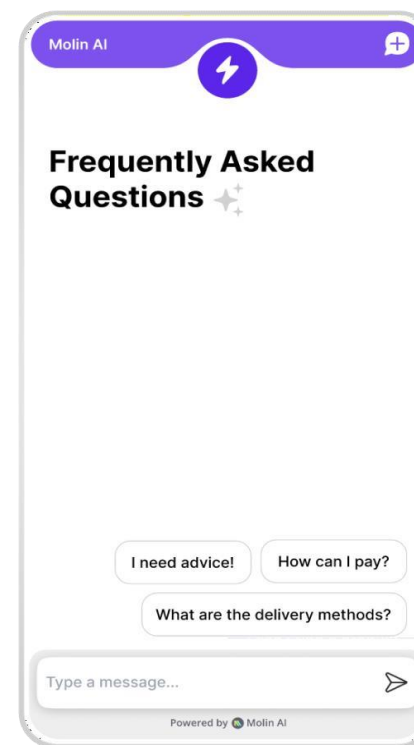 Molin AI
Frequently Asked
Questions
I need advice!
How can I pay?
What are the delivery methods?
Type a message...
Powered by Molin AI